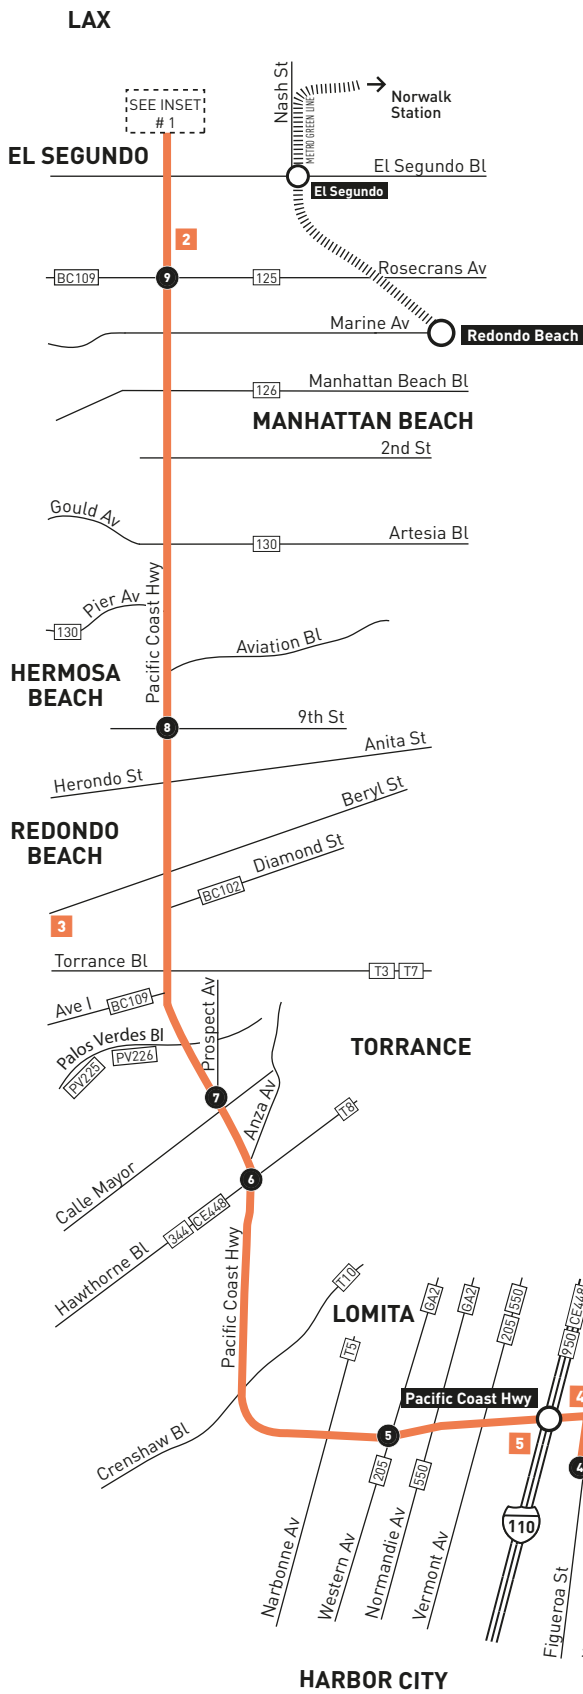 LAX
SEE INSET
# 1
Nash St
METRO GREEN LINE
Norwalk
Station
EL SEGUNDO
El Segundo Bl
El Segundo
2
BC109
9
125
Rosecrans Av
Marine Av
Redondo Beach
Manhattan Beach Bl
126
MANHATTAN BEACH
2nd St
Gould Av
Artesia Bl
130
Pacific Coast Hwy
Pier Av
130
Aviation Bl
HERMOSA
BEACH
9th St
8
Anita St
Herondo St
Beryl St
REDONDO
BEACH
Diamond St
BC102
3
Torrance Bl
T3
T7
Ave I
BC109
Prospect Av
Palos Verdes Bl
PV225
PV226
TORRANCE
7
Anza Av
T8
Calle Mayor
6
Hawthorne Bl
344
CE448
Pacific Coast Hwy
T10
LOMITA
GA2
GA2
205
550
950
CE448
T5
Pacific Coast Hwy
4
5
5
Crenshaw Bl
205
550
4
110
Narbonne Av
Western Av
Normandie Av
Vermont Av
Figueroa St
HARBOR CITY